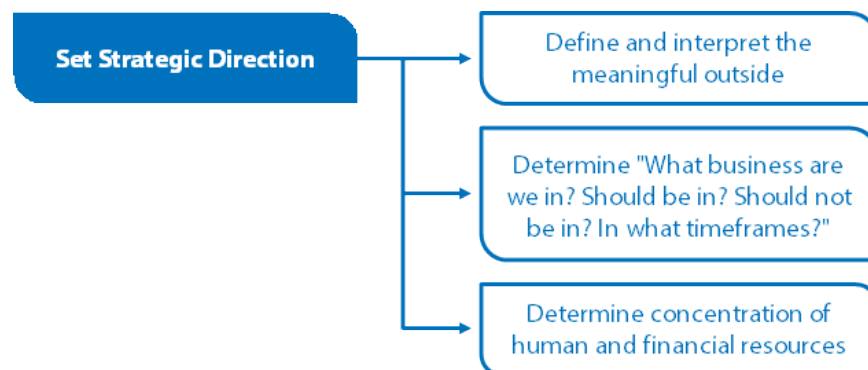 Set Strategic Direction
Define and interpret the
meaningful outside
Determine "What business are
we in? Should be in? Should not
be in? In what timeframes?"
Determine concentration of
human and financial resources